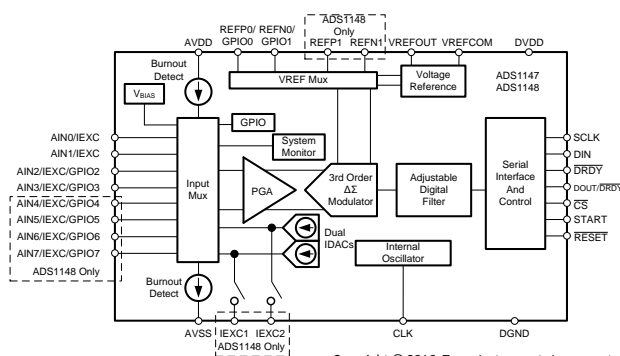 ADS1148
Only
REFP0/ REFN0/
GPIO0 GPIO1
REFP1 REFN1
VREFOUT VREFCOM
AVDD
DVDD
Burnout
Detect
VREF Mux
Voltage
Reference
ADS1147
ADS1148
VBIAS
GPIO
System
Monitor
AIN0/IEXC
AIN1/IEXC
AIN2/IEXC/GPIO2
AIN3/IEXC/GPIO3
AIN4/IEXC/GPIO4
AIN5/IEXC/GPIO5
AIN6/IEXC/GPIO6
AIN7/IEXC/GPIO7
ADS1148 Only
Input
Mux
PGA
3rd Order
ΔΣ
Modulator
Adjustable
Digital
Filter
Serial
Interface
And
Control
SCLK
DIN
DRDY
DOUT/DRDY
CS
START
RESET
Dual
IDACs
Internal
Oscillator
Burnout
Detect
AVSS
IEXC1 IEXC2
ADS1148 Only
CLK
DGND